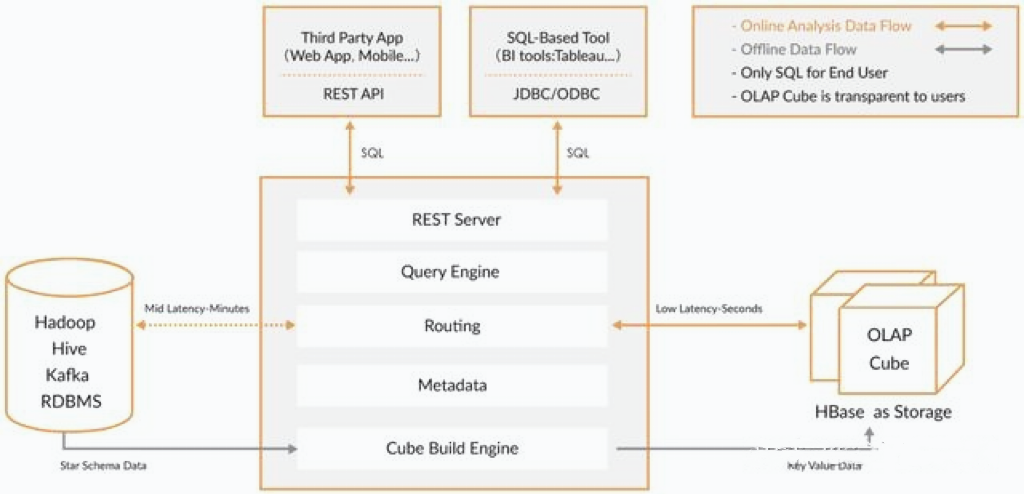 Third Party App
(Web App, Mobile...)
REST API
SQL-Based Tool
(BI tools:Tableau...)
JDBC/ODBC
- Online Analysis Data Flow
- Offline Data Flow
- Only SQL for End User
- OLAP Cube is transparent to users
SQL
SQL
REST Server
Query Engine
Routing
Metadata
Cube Build Engine
Hadoop
Hive
Kafka
RDBMS
Mid Latency-Minutes
Low Latency-Seconds
OLAP
Cube
HBase as Storage
Star Schema Data
Key Value Data